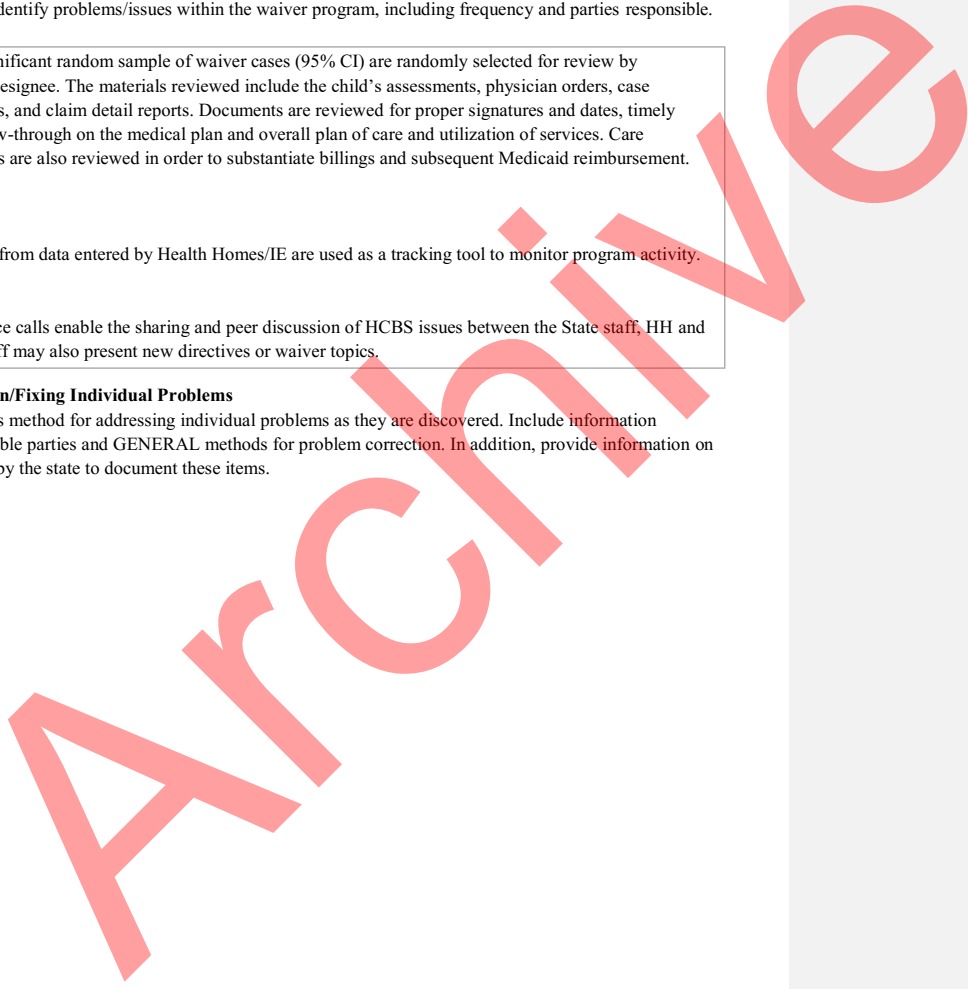 dentify problems/issues within the waiver program, including frequency and parties responsible.
nificant random sample of waiver cases (95% CI) are randomly selected for review by
esignee. The materials reviewed include the child's assessments, physician orders, case
s, and claim detail reports. Documents are reviewed for proper signatures and dates, timely
w-through on the medical plan and overall plan of care and utilization of services. Care
s are also reviewed in order to substantiate billings and subsequent Medicaid reimbursement.
from data entered by Health Homes/IE are used as a tracking tool to monitor program activity.
ce calls enable the sharing and peer discussion of HCBS issues between the State staff, HH and
ff may also present new directives or waiver topics.
n/Fixing Individual Problems
s method for addressing individual problems as they are discovered. Include information
ble parties and GENERAL methods for problem correction. In addition, provide information on
by the state to document these items.
Archive